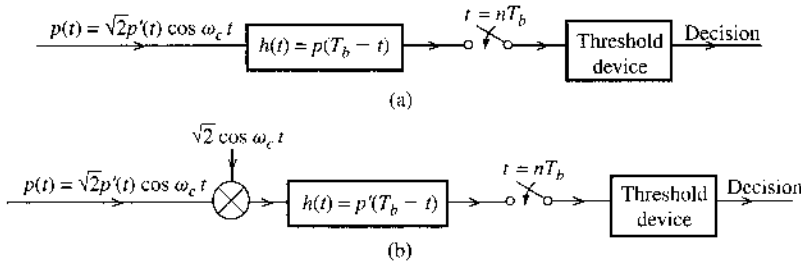 p(t) = √2p′(t) cos ω_c t
h(t) = p(T_b − t)
t = nT_b
Threshold device
Decision
(a)
√2 cos ω_c t
p(t) = √2p′(t) cos ω_c t
h(t) = p′(T_b − t)
t = nT_b
Threshold device
Decision
(b)